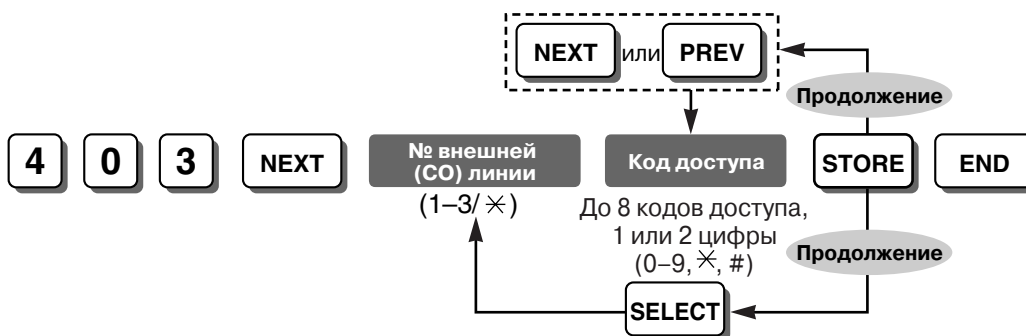 NEXT или PREV
Продолжение
4 0 3 NEXT № внешней (CO) линии Код доступа STORE END
(1–3/ ✳)
До 8 кодов доступа,
1 или 2 цифры
(0–9, ✳, #)
Продолжение
SELECT